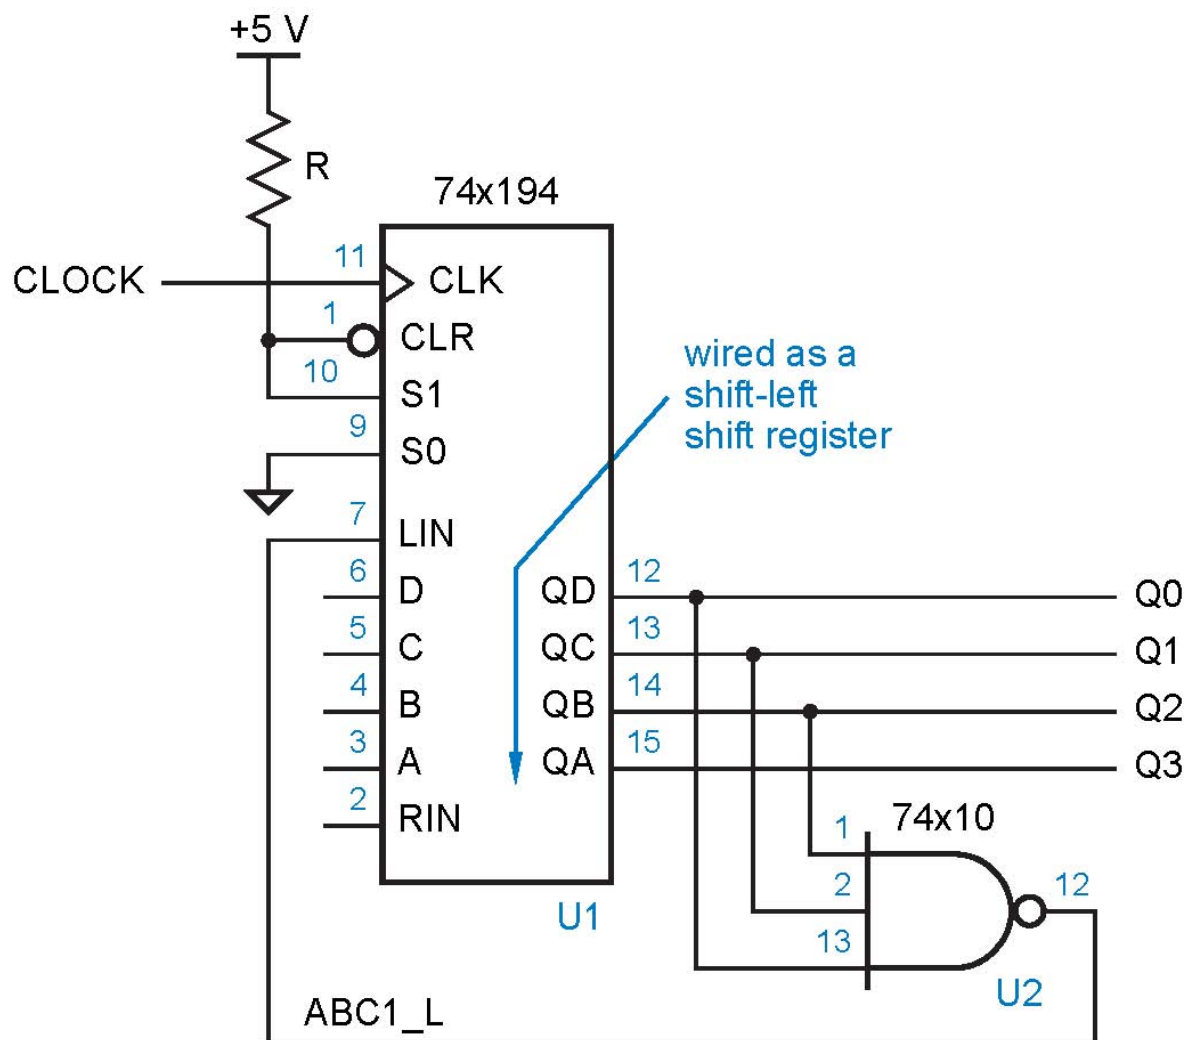 +5 V
R
74x194
CLOCK
11
CLK
1
CLR
10
S1
9
S0
7
LIN
6
D
5
C
4
B
3
A
2
RIN
wired as a
shift-left
shift register
QD
12
Q0
QC
13
Q1
QB
14
Q2
QA
15
Q3
U1
74x10
1
2
13
12
U2
ABC1_L